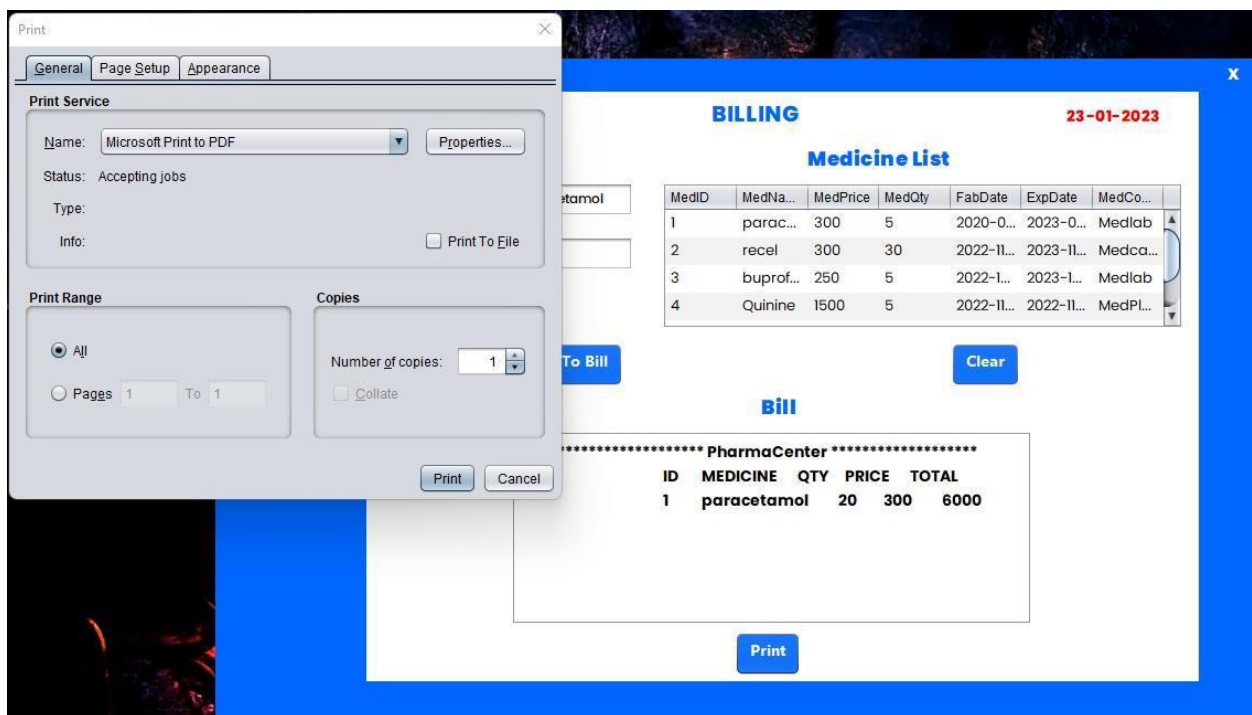 Print
General Page Setup Appearance
Print Service
Name: Microsoft Print to PDF Properties...
Status: Accepting jobs
Type:
Info: Print To File
Print Range
All
Pages 1 To 1
Copies
Number of copies: 1
Collate
Print Cancel
X
BILLING 23-01-2023
Medicine List
etamol
MedID MedNa... MedPrice MedQty FabDate ExpDate MedCo...
1 parac... 300 5 2020-0... 2023-0... Medlab
2 recel 300 30 2022-11... 2023-11... Medca...
3 buprof... 250 5 2022-1... 2023-1... Medlab
4 Quinine 1500 5 2022-11... 2022-11... MedPl...
To Bill Clear
Bill
******************* PharmaCenter *******************
ID MEDICINE QTY PRICE TOTAL
1 paracetamol 20 300 6000
Print